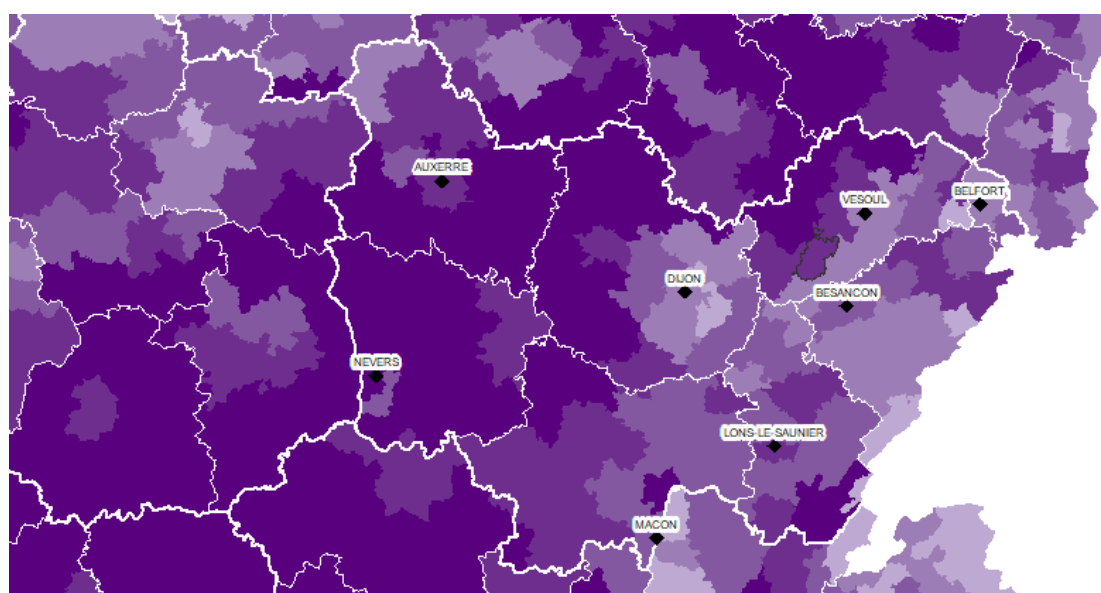 AUXERRE
VESOUL
BELFORT
DIJON
BESANCON
NEVERS
LONS-LE-SAUNIER
MACON